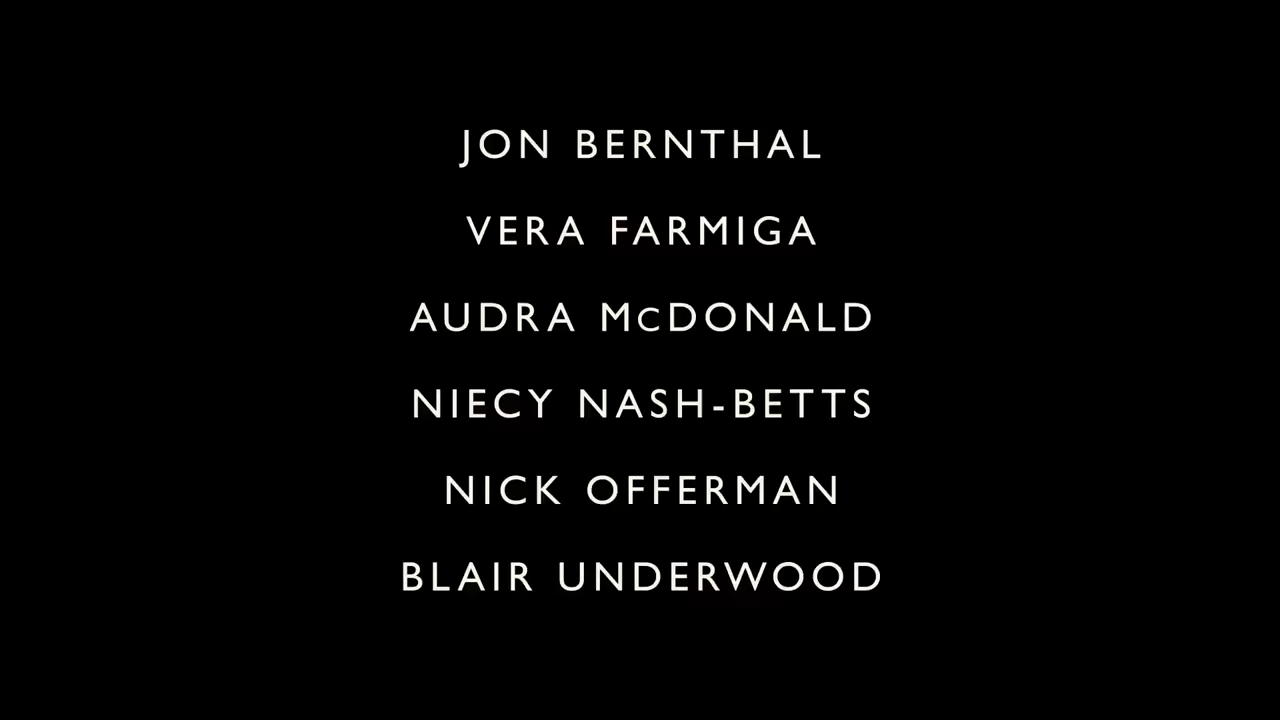 JON BERNTHAL
VERA FARMIGA
AUDRA McDONALD
NIECY NASH-BETTS
NICK OFFERMAN
BLAIR UNDERWOOD